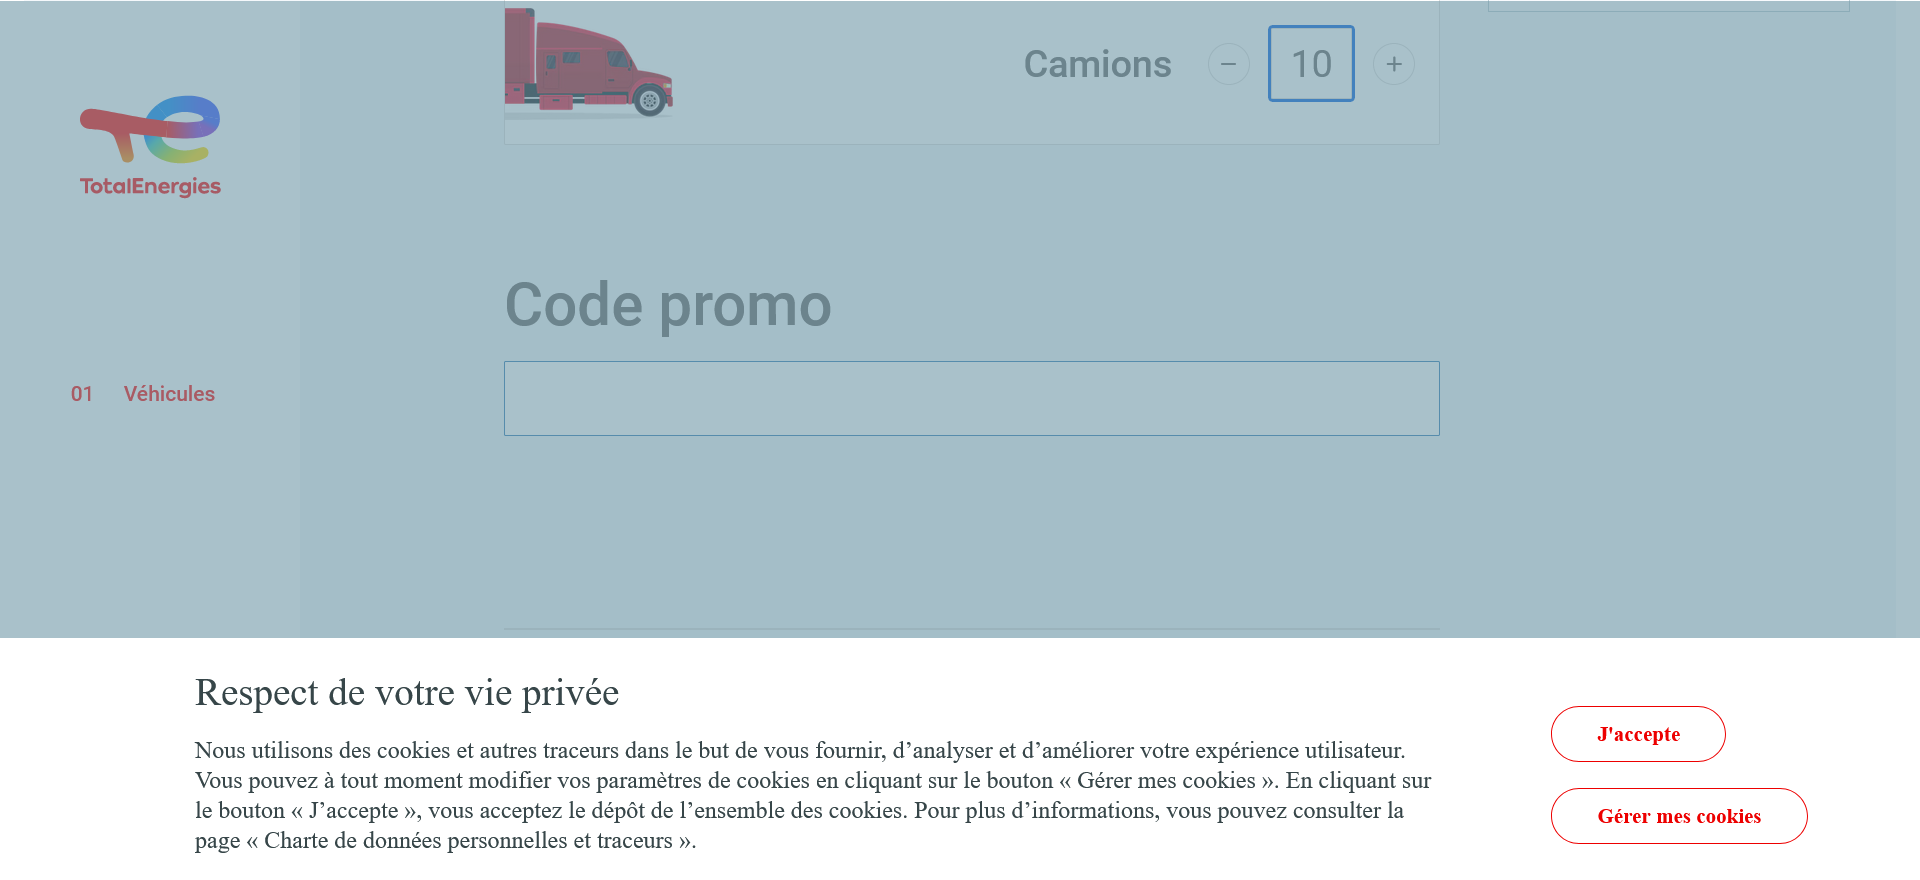 Camions
10
TotalEnergies
Code promo
01 Véhicules
Respect de votre vie privée
Nous utilisons des cookies et autres traceurs dans le but de vous fournir, d’analyser et d’améliorer votre expérience utilisateur.
Vous pouvez à tout moment modifier vos paramètres de cookies en cliquant sur le bouton « Gérer mes cookies ». En cliquant sur
le bouton « J’accepte », vous acceptez le dépôt de l’ensemble des cookies. Pour plus d’informations, vous pouvez consulter la
page « Charte de données personnelles et traceurs ».
J'accepte
Gérer mes cookies